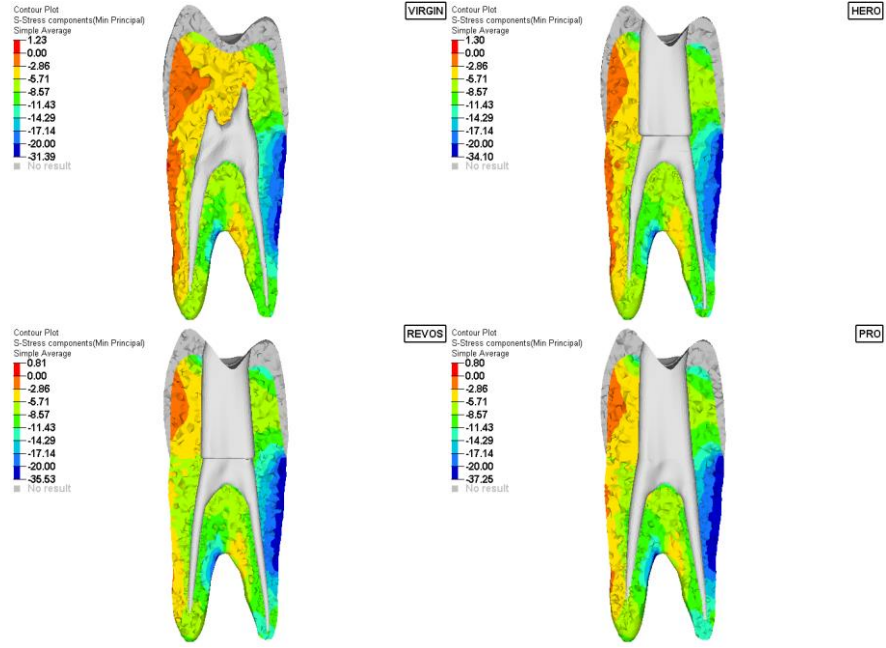 Contour Plot
S-Stress components(Min Principal)
Simple Average
1.23
0.00
-2.86
-5.71
-8.57
-11.43
-14.29
-17.14
-20.00
-31.39
No result
VIRGIN
Contour Plot
S-Stress components(Min Principal)
Simple Average
1.30
0.00
-2.86
-5.71
-8.57
-11.43
-14.29
-17.14
-20.00
-34.10
No result
HERO
Contour Plot
S-Stress components(Min Principal)
Simple Average
0.81
0.00
-2.86
-5.71
-8.57
-11.43
-14.29
-17.14
-20.00
-35.53
No result
REVOS
Contour Plot
S-Stress components(Min Principal)
Simple Average
0.80
0.00
-2.86
-5.71
-8.57
-11.43
-14.29
-17.14
-20.00
-37.25
No result
PRO